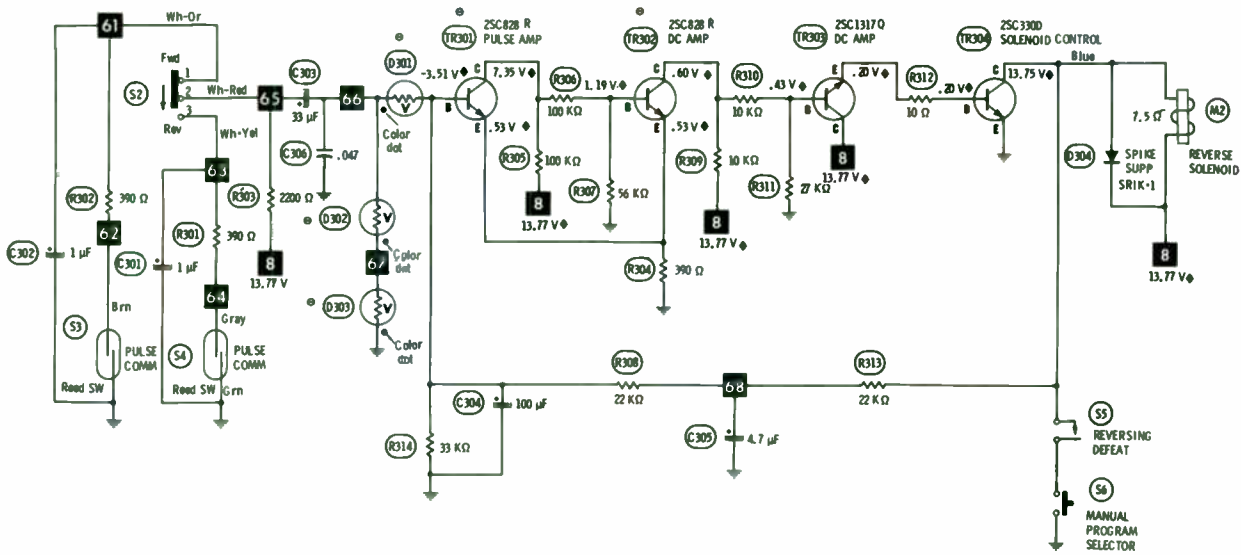 61
Wh-Or
Fwd
S2
1
2
3
Rev
Wh-Red
65
Wh-Yel
63
C303
33 µF
66
C306
.047
D301
Color dot
-3.51 V
TR301
2SC828 R
PULSE AMP
C
7.35 V
B
E
.53 V
R306
100 KΩ
1.19 V
R305
100 KΩ
8
13.77 V
R307
56 KΩ
TR302
2SC828 R
DC AMP
C
.60 V
B
E
.53 V
R310
10 KΩ
.43 V
R309
10 KΩ
8
13.77 V
R304
390 Ω
R311
27 KΩ
TR303
2SC1317Q
DC AMP
E
.20 V
B
C
8
13.77 V
R312
10 Ω
.20 V
TR304
2SC330D
SOLENOID CONTROL
C
13.75 V
B
E
Blue
7.5 Ω
M2
REVERSE
SOLENOID
D304
SPIKE
SUPP
SRIK-1
8
13.77 V
R302
390 Ω
62
C302
1 µF
Brn
S3
PULSE
COMM
Reed SW
R301
390 Ω
C301
1 µF
64
Gray
S4
PULSE
COMM
Reed SW
Grn
R303
2200 Ω
8
13.77 V
D302
V
Color dot
67
D303
V
Color dot
C304
100 µF
R314
33 KΩ
R308
22 KΩ
68
C305
4.7 µF
R313
22 KΩ
S5
REVERSING
DEFEAT
S6
MANUAL
PROGRAM
SELECTOR